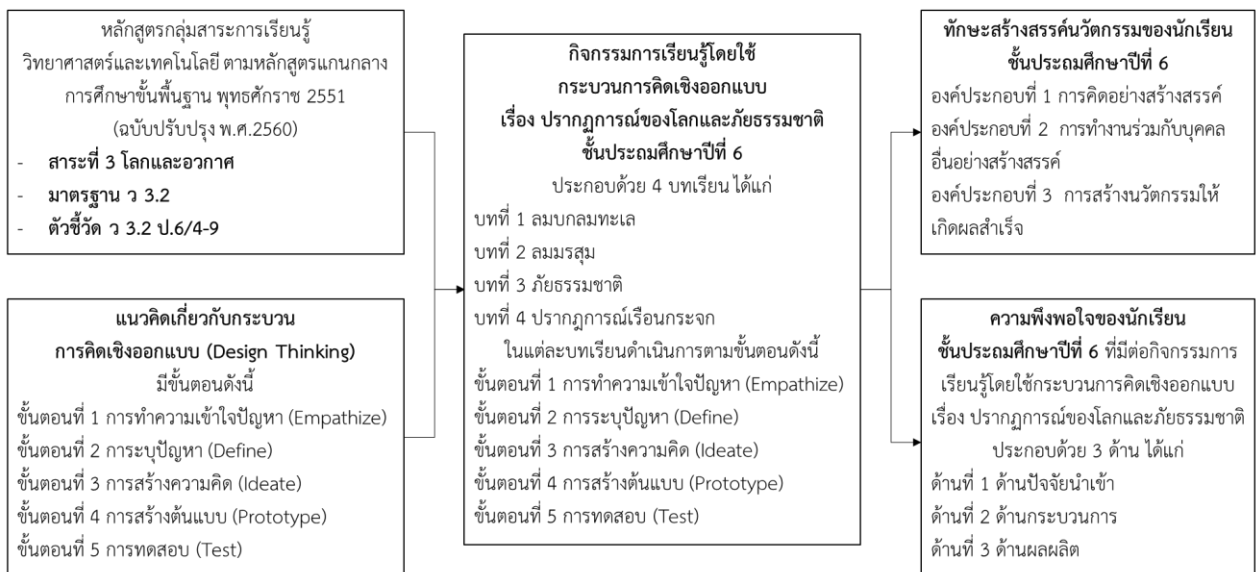 หลักสูตรกลุ่มสาระการเรียนรู้
วิทยาศาสตร์และเทคโนโลยี ตามหลักสูตรแกนกลาง
การศึกษาขั้นพื้นฐาน พุทธศักราช 2551
(ฉบับปรับปรุง พ.ศ.2560)
- สาระที่ 3 โลกและอวกาศ
- มาตรฐาน ว 3.2
- ตัวชี้วัด ว 3.2 ป.6/4-9
แนวคิดเกี่ยวกับกระบวน
การคิดเชิงออกแบบ (Design Thinking)
มีขั้นตอนดังนี้
ขั้นตอนที่ 1 การทำความเข้าใจปัญหา (Empathize)
ขั้นตอนที่ 2 การระบุปัญหา (Define)
ขั้นตอนที่ 3 การสร้างความคิด (Ideate)
ขั้นตอนที่ 4 การสร้างต้นแบบ (Prototype)
ขั้นตอนที่ 5 การทดสอบ (Test)
กิจกรรมการเรียนรู้โดยใช้
กระบวนการคิดเชิงออกแบบ
เรื่อง ปรากฏการณ์ของโลกและภัยธรรมชาติ
ชั้นประถมศึกษาปีที่ 6
ประกอบด้วย 4 บทเรียน ได้แก่
บทที่ 1 ลมบกลมทะเล
บทที่ 2 ลมมรสุม
บทที่ 3 ภัยธรรมชาติ
บทที่ 4 ปรากฏการณ์เรือนกระจก
ในแต่ละบทเรียนดำเนินการตามขั้นตอนดังนี้
ขั้นตอนที่ 1 การทำความเข้าใจปัญหา (Empathize)
ขั้นตอนที่ 2 การระบุปัญหา (Define)
ขั้นตอนที่ 3 การสร้างความคิด (Ideate)
ขั้นตอนที่ 4 การสร้างต้นแบบ (Prototype)
ขั้นตอนที่ 5 การทดสอบ (Test)
ทักษะสร้างสรรค์นวัตกรรมของนักเรียน
ชั้นประถมศึกษาปีที่ 6
องค์ประกอบที่ 1 การคิดอย่างสร้างสรรค์
องค์ประกอบที่ 2 การทำงานร่วมกับบุคคล
อื่นอย่างสร้างสรรค์
องค์ประกอบที่ 3 การสร้างนวัตกรรมให้
เกิดผลสำเร็จ
ความพึงพอใจของนักเรียน
ชั้นประถมศึกษาปีที่ 6 ที่มีต่อกิจกรรมการ
เรียนรู้โดยใช้กระบวนการคิดเชิงออกแบบ
เรื่อง ปรากฏการณ์ของโลกและภัยธรรมชาติ
ประกอบด้วย 3 ด้าน ได้แก่
ด้านที่ 1 ด้านปัจจัยนำเข้า
ด้านที่ 2 ด้านกระบวนการ
ด้านที่ 3 ด้านผลผลิต